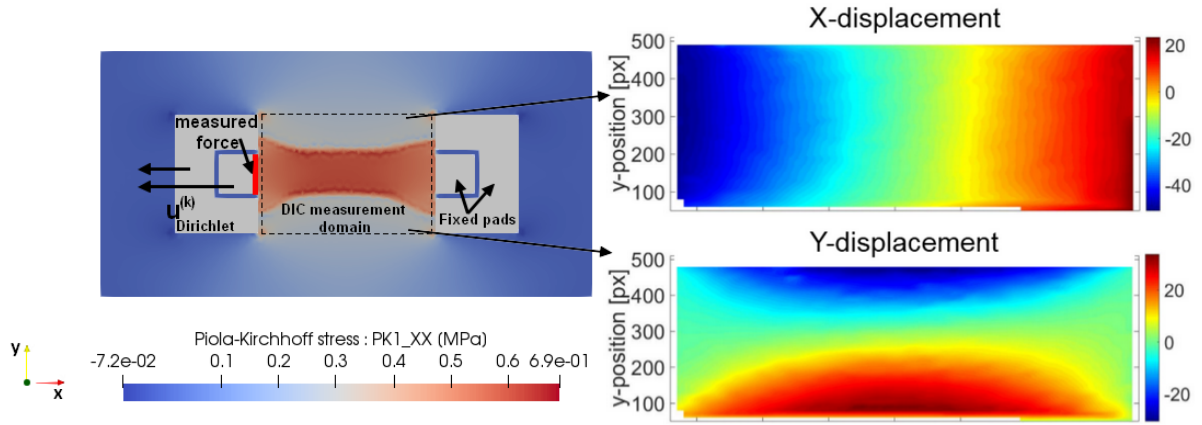 measured
force
u(k)
Dirichlet
DIC measurement
domain
Fixed pads
Piola-Kirchhoff stress : PK1_XX (MPa)
-7.2e-02 0.1 0.2 0.3 0.4 0.5 0.6 6.9e-01
y
x
X-displacement
y-position [px]
500
400
300
200
100
20
0
-20
-40
Y-displacement
y-position [px]
500
400
300
200
100
20
0
-20